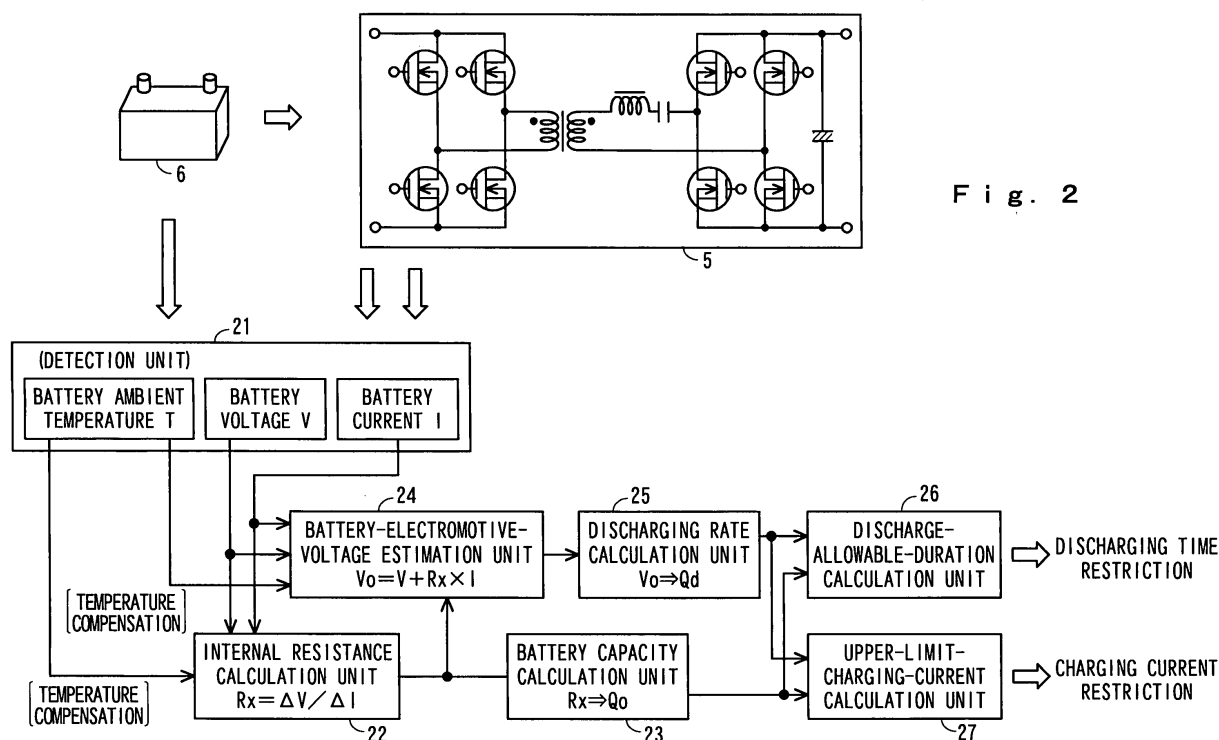 6
5
Fig. 2
21
(DETECTION UNIT)
BATTERY AMBIENT
TEMPERATURE T
BATTERY
VOLTAGE V
BATTERY
CURRENT I
24
BATTERY-ELECTROMOTIVE-
VOLTAGE ESTIMATION UNIT
Vo=V+Rx×I
25
DISCHARGING RATE
CALCULATION UNIT
Vo⇒Qd
26
DISCHARGE-
ALLOWABLE-DURATION
CALCULATION UNIT
DISCHARGING TIME
RESTRICTION
[TEMPERATURE
COMPENSATION]
[TEMPERATURE
COMPENSATION]
INTERNAL RESISTANCE
CALCULATION UNIT
Rx=ΔV/ΔI
22
BATTERY CAPACITY
CALCULATION UNIT
Rx⇒Qo
23
UPPER-LIMIT-
CHARGING-CURRENT
CALCULATION UNIT
27
CHARGING CURRENT
RESTRICTION